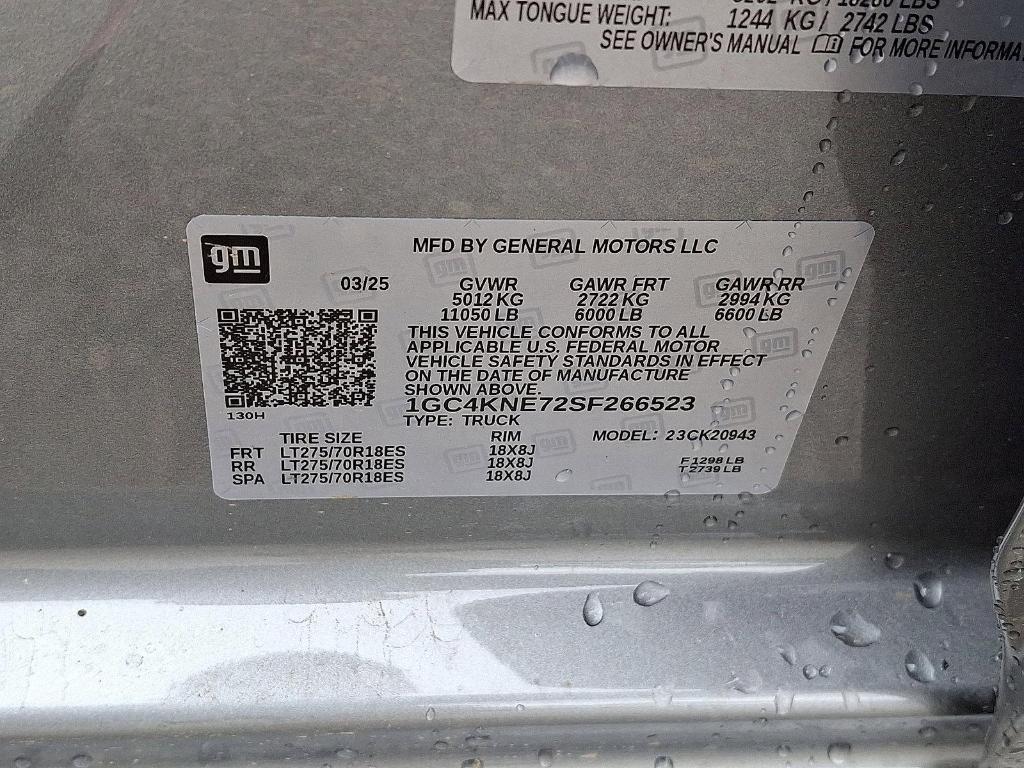 MAX TONGUE WEIGHT: 1244 KG / 2742 LBS
SEE OWNER'S MANUAL FOR MORE INFORMA
gm
MFD BY GENERAL MOTORS LLC
03/25 GVWR GAWR FRT GAWR RR
5012 KG 2722 KG 2994 KG
11050 LB 6000 LB 6600 LB
THIS VEHICLE CONFORMS TO ALL
APPLICABLE U.S. FEDERAL MOTOR
VEHICLE SAFETY STANDARDS IN EFFECT
ON THE DATE OF MANUFACTURE
SHOWN ABOVE.
1GC4KNE72SF266523
130H
TYPE: TRUCK
TIRE SIZE RIM MODEL: 23CK20943
FRT LT275/70R18ES 18X8J
RR LT275/70R18ES 18X8J F 1298 LB
SPA LT275/70R18ES 18X8J T 2739 LB